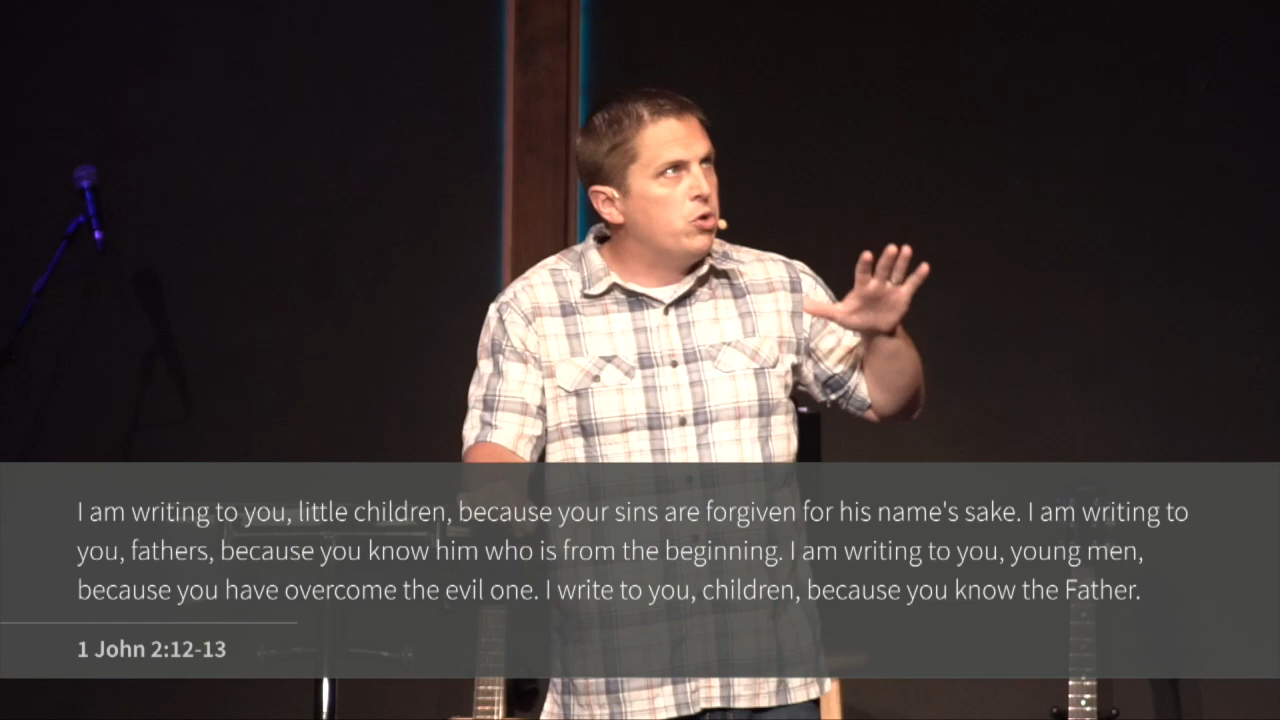 I am writing to you, little children, because your sins are forgiven for his name's sake. I am writing to
you, fathers, because you know him who is from the beginning. I am writing to you, young men,
because you have overcome the evil one. I write to you, children, because you know the Father.
1 John 2:12-13